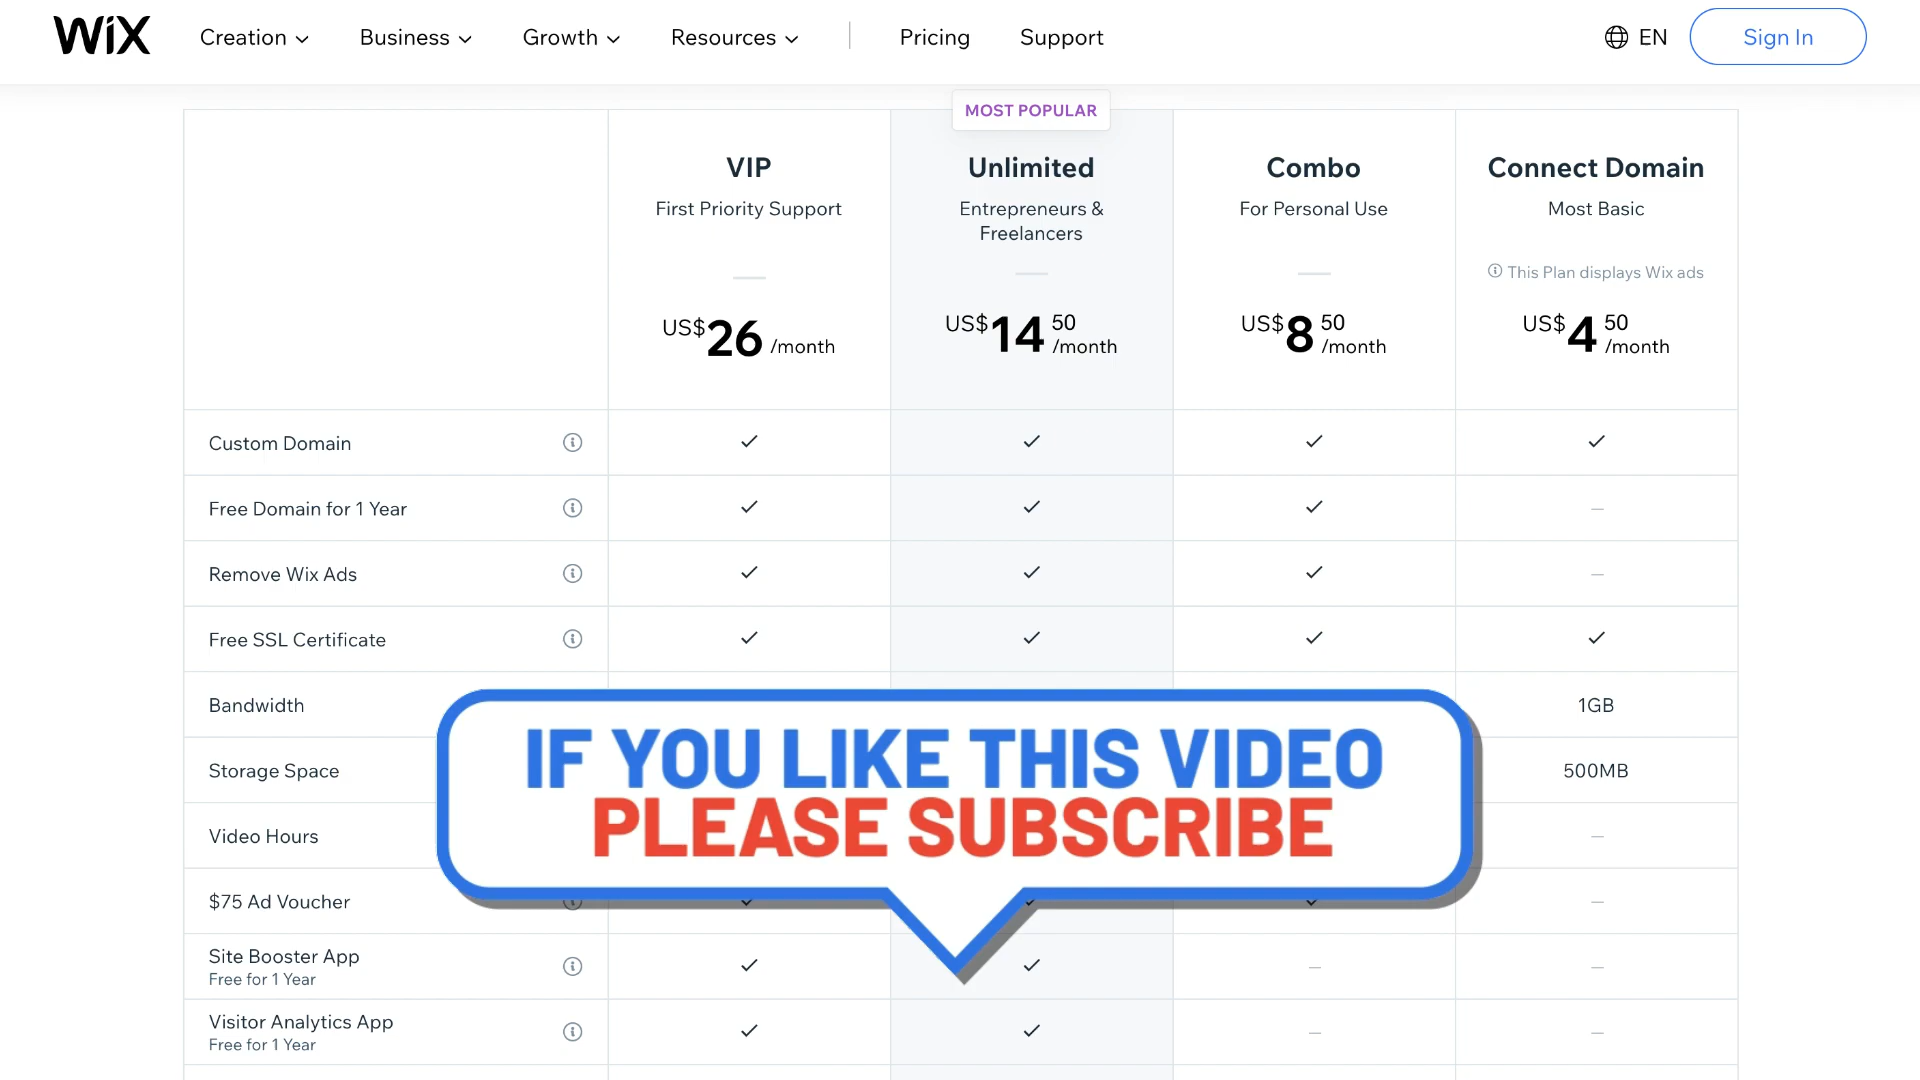 WiX Creation Business Growth Resources Pricing Support EN Sign In
MOST POPULAR
VIP
First Priority Support
US$26 /month
Unlimited
Entrepreneurs &
Freelancers
US$14 50 /month
Combo
For Personal Use
US$8 50 /month
Connect Domain
Most Basic
This Plan displays Wix ads
US$4 50 /month
Custom Domain
Free Domain for 1 Year
Remove Wix Ads
Free SSL Certificate
Bandwidth 1GB
Storage Space 500MB
Video Hours
$75 Ad Voucher
Site Booster App
Free for 1 Year
Visitor Analytics App
Free for 1 Year
IF YOU LIKE THIS VIDEO
PLEASE SUBSCRIBE